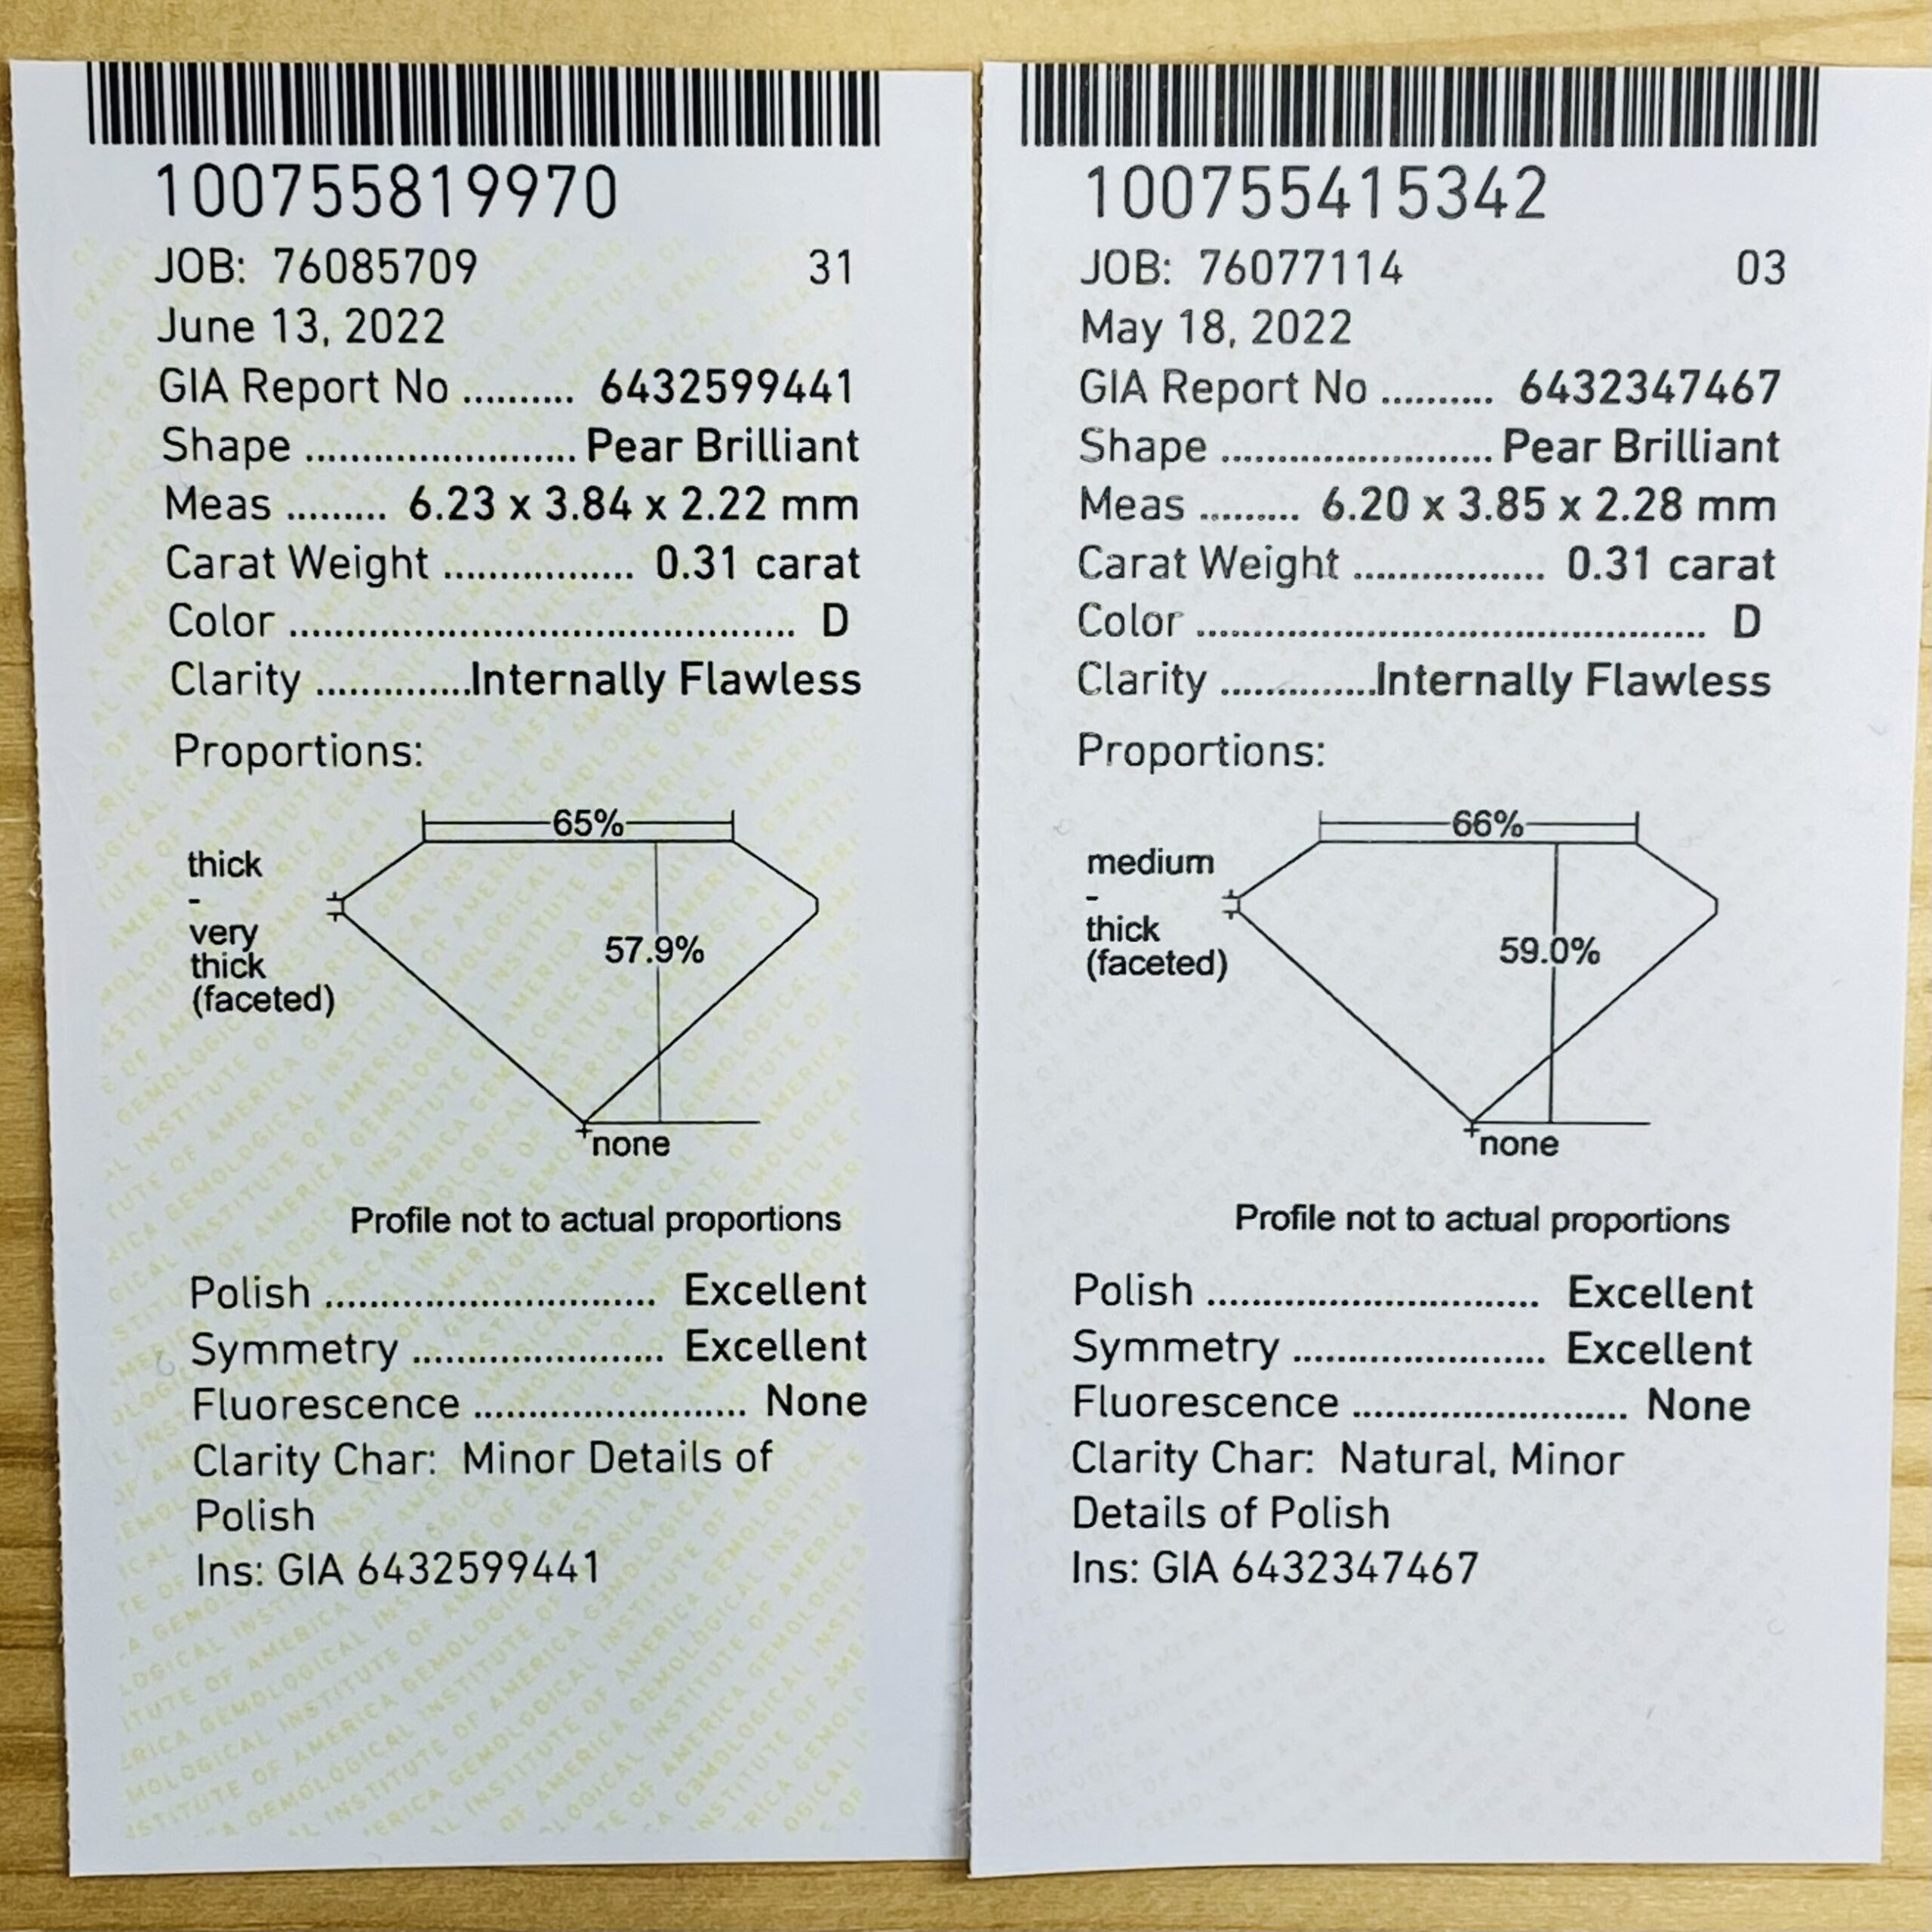 100755819970
JOB: 76085709 31
June 13, 2022
GIA Report No .......... 6432599441
Shape ........................ Pear Brilliant
Meas ......... 6.23 x 3.84 x 2.22 mm
Carat Weight ................. 0.31 carat
Color ............................................. D
Clarity ..............Internally Flawless
Proportions:
65%
thick
-
very
thick
(faceted)
57.9%
none
Profile not to actual proportions
Polish .............................. Excellent
Symmetry ....................... Excellent
Fluorescence ......................... None
Clarity Char: Minor Details of
Polish
Ins: GIA 6432599441
100755415342
JOB: 76077114 03
May 18, 2022
GIA Report No .......... 6432347467
Shape ........................ Pear Brilliant
Meas ......... 6.20 x 3.85 x 2.28 mm
Carat Weight ................. 0.31 carat
Color ............................................. D
Clarity ..............Internally Flawless
Proportions:
66%
medium
-
thick
(faceted)
59.0%
none
Profile not to actual proportions
Polish .............................. Excellent
Symmetry ....................... Excellent
Fluorescence ......................... None
Clarity Char: Natural, Minor
Details of Polish
Ins: GIA 6432347467